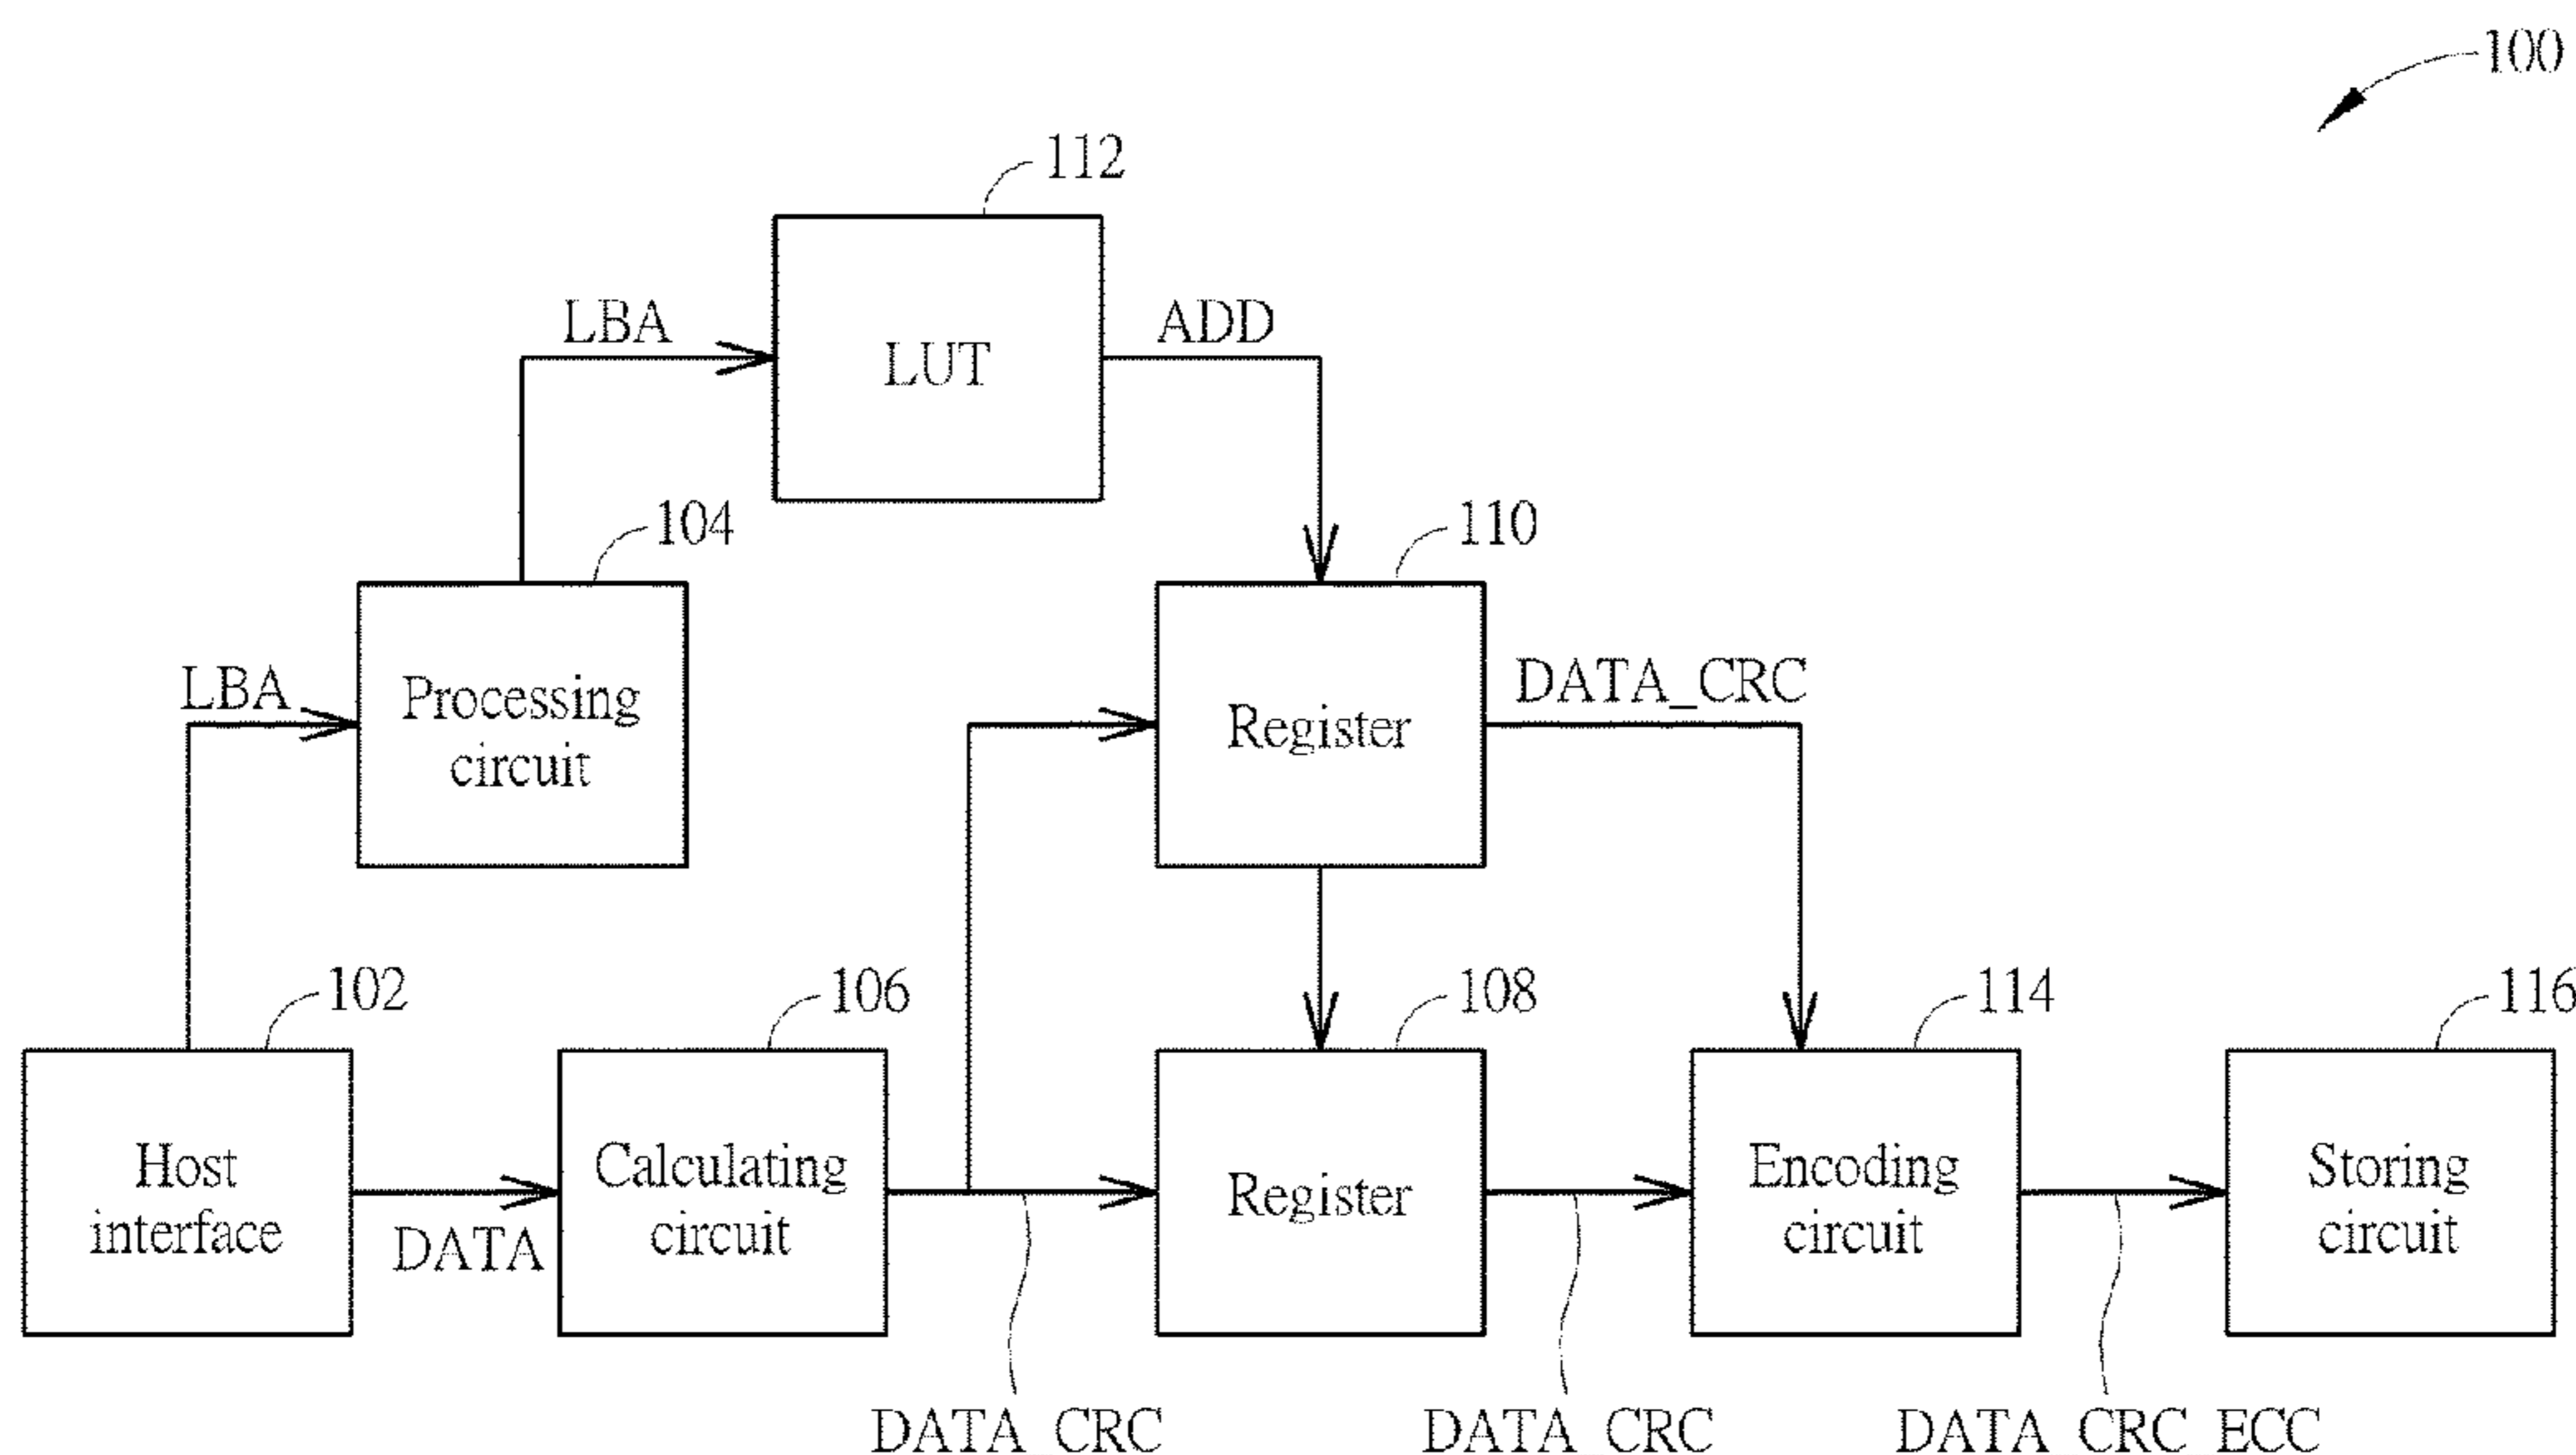 100
112
LBA
LUT
ADD
104
110
LBA
Processing
circuit
Register
DATA_CRC
102
106
108
114
116
Host
interface
DATA
Calculating
circuit
Register
Encoding
circuit
Storing
circuit
DATA_CRC
DATA_CRC
DATA_CRC_ECC